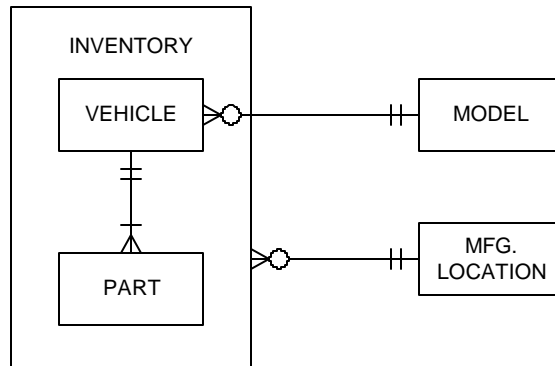 INVENTORY
VEHICLE
MODEL
MFG.
LOCATION
PART